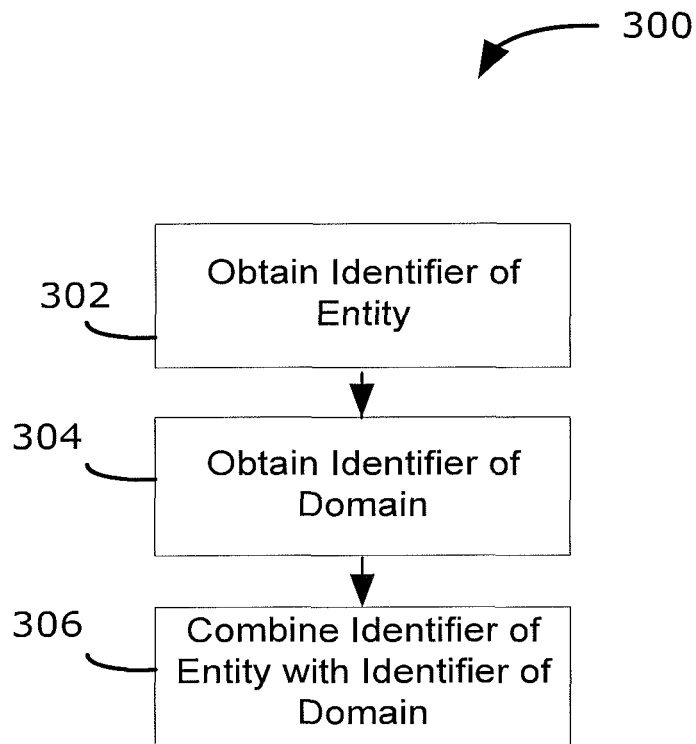 300
302
Obtain Identifier of
Entity
304
Obtain Identifier of
Domain
306
Combine Identifier of
Entity with Identifier of
Domain